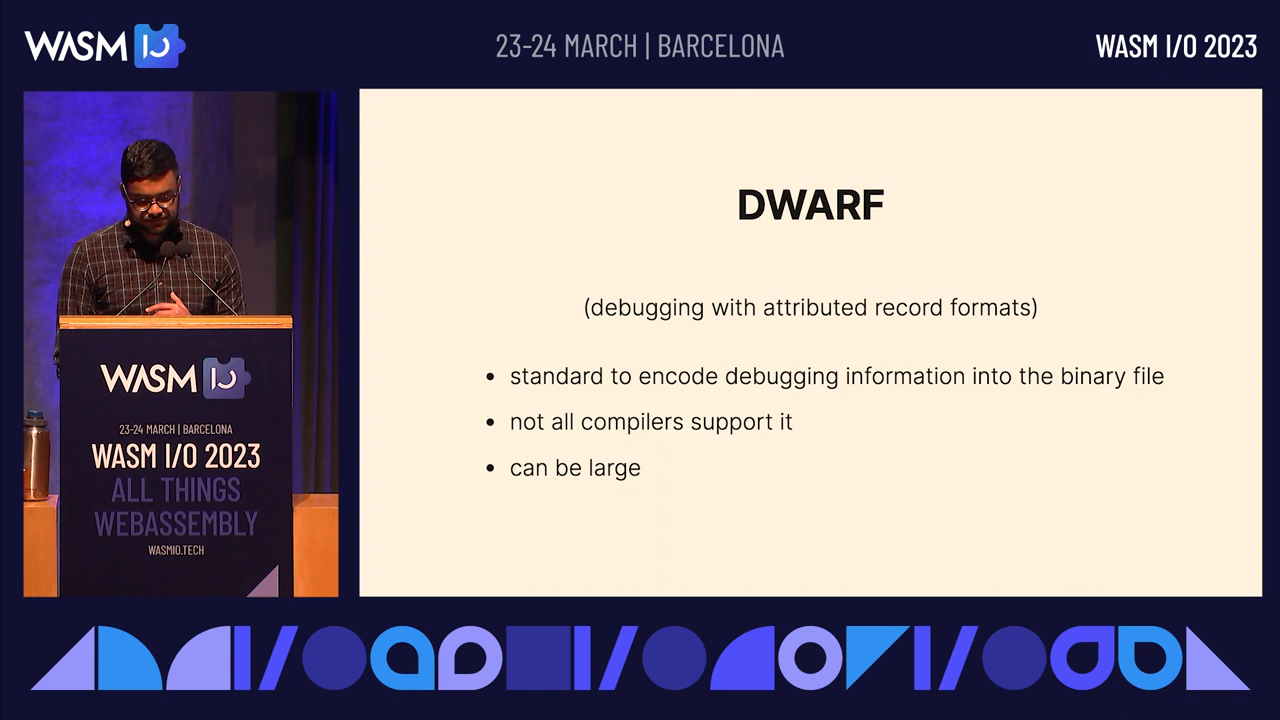 WASM IO
23-24 MARCH | BARCELONA
WASM I/O 2023
DWARF
(debugging with attributed record formats)
• standard to encode debugging information into the binary file
• not all compilers support it
• can be large
WASM IO
23-24 MARCH | BARCELONA
WASM I/O 2023
ALL THINGS
WEBASSEMBLY
WASMIO.TECH